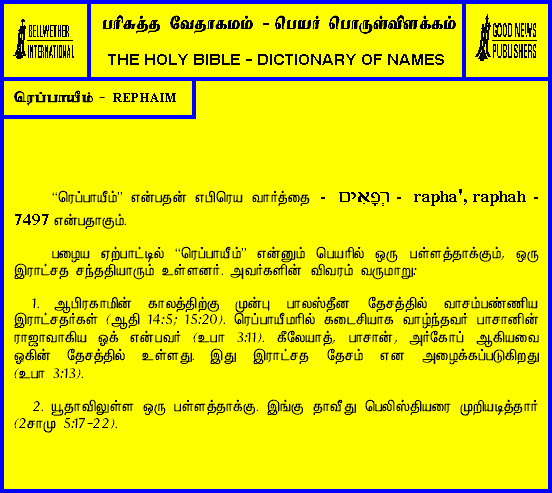 BELLWETHER
INTERNATIONAL
பரிசுத்த வேதாகமம் - பெயர் பொருள்விளக்கம்
THE HOLY BIBLE - DICTIONARY OF NAMES
GOOD NEWS
PUBLISHERS
ரெப்பாயீம் - REPHAIM
“ரெப்பாயீம்” என்பதன் எபிரெய வார்த்தை - רְפָאִים - rapha', raphah -
7497 என்பதாகும்.
பழைய ஏற்பாட்டில் “ரெப்பாயீம்” என்னும் பெயரில் ஒரு பள்ளத்தாக்கும், ஒரு
இராட்சத சந்ததியாரும் உள்ளனர். அவர்களின் விவரம் வருமாறு:
1. ஆபிரகாமின் காலத்திற்கு முன்பு பாலஸ்தீன தேசத்தில் வாசம்பண்ணிய
இராட்சதர்கள் (ஆதி 14:5; 15:20). ரெப்பாயீமரில் கடைசியாக வாழ்ந்தவர் பாசானின்
ராஜாவாகிய ஓக் என்பவர் (உபா 3:11). கீலேயாத், பாசான், அர்கோப் ஆகியவை
ஓகின் தேசத்தில் உள்ளது. இது இராட்சத தேசம் என அழைக்கப்படுகிறது
(உபா 3:13).
2. யூதாவிலுள்ள ஒரு பள்ளத்தாக்கு. இங்கு தாவீது பெலிஸ்தியரை முறியடித்தார்
(2சாமு 5:17-22).